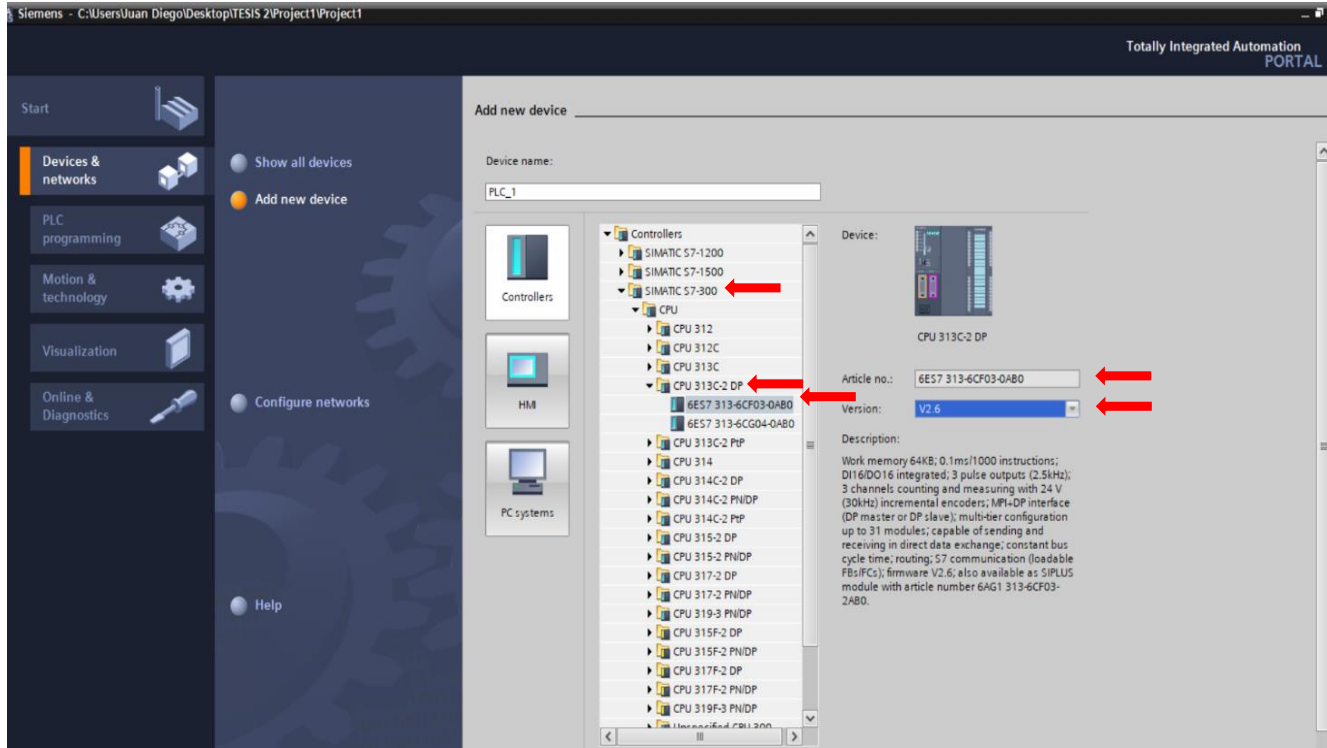 Siemens - C:\Users\Juan Diego\Desktop\TESIS 2\Project1\Project1
Totally Integrated Automation
PORTAL
Start
Devices &
networks
PLC
programming
Motion &
technology
Visualization
Online &
Diagnostics
Show all devices
Add new device
Configure networks
Help
Add new device
Device name:
PLC_1
Controllers
HMI
PC systems
Controllers
SIMATIC S7-1200
SIMATIC S7-1500
SIMATIC S7-300
CPU
CPU 312
CPU 312C
CPU 313C
CPU 313C-2 DP
6ES7 313-6CF03-0AB0
6ES7 313-6CG04-0AB0
CPU 313C-2 PtP
CPU 314
CPU 314C-2 DP
CPU 314C-2 PN/DP
CPU 314C-2 PtP
CPU 315-2 DP
CPU 315-2 PN/DP
CPU 317-2 DP
CPU 317-2 PN/DP
CPU 319-3 PN/DP
CPU 315F-2 DP
CPU 315F-2 PN/DP
CPU 317F-2 DP
CPU 317F-2 PN/DP
CPU 319F-3 PN/DP
Unspecified CPU 300
Device:
CPU 313C-2 DP
Article no.:
6ES7 313-6CF03-0AB0
Version:
V2.6
Description:
Work memory 64KB; 0.1ms/1000 instructions;
DI16/DO16 integrated; 3 pulse outputs (2.5kHz);
3 channels counting and measuring with 24 V
(30kHz) incremental encoders; MPI+DP interface
(DP master or DP slave); multi-tier configuration
up to 31 modules; capable of sending and
receiving in direct data exchange; constant bus
cycle time; routing; S7 communication (loadable
FBs/FCs); firmware V2.6; also available as SIPLUS
module with article number 6AG1 313-6CF03-
2AB0.